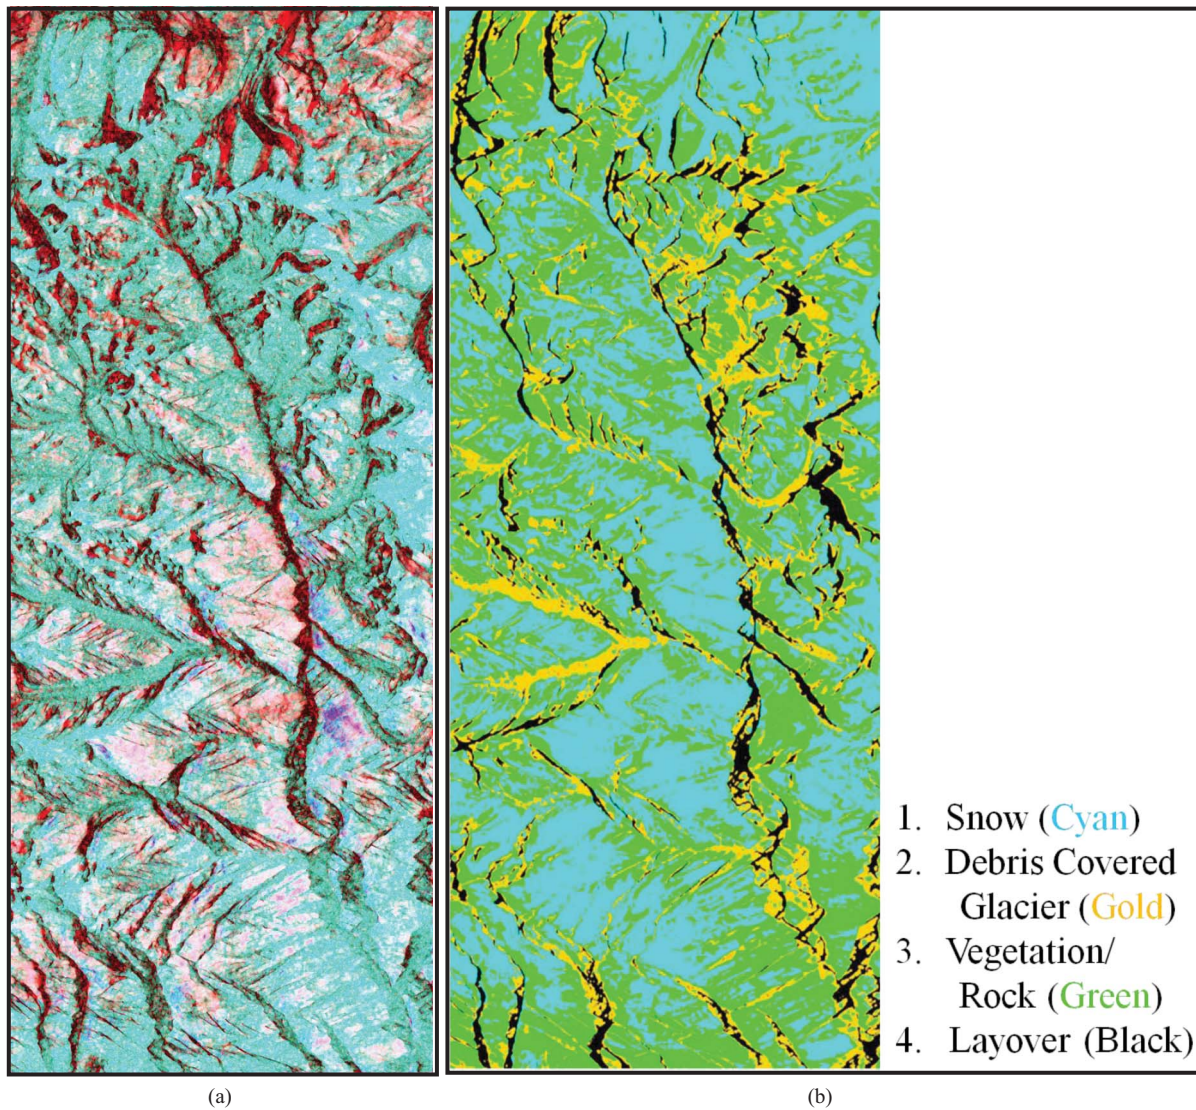 1. Snow (Cyan)
2. Debris Covered
Glacier (Gold)
3. Vegetation/
Rock (Green)
4. Layover (Black)
(a)
(b)